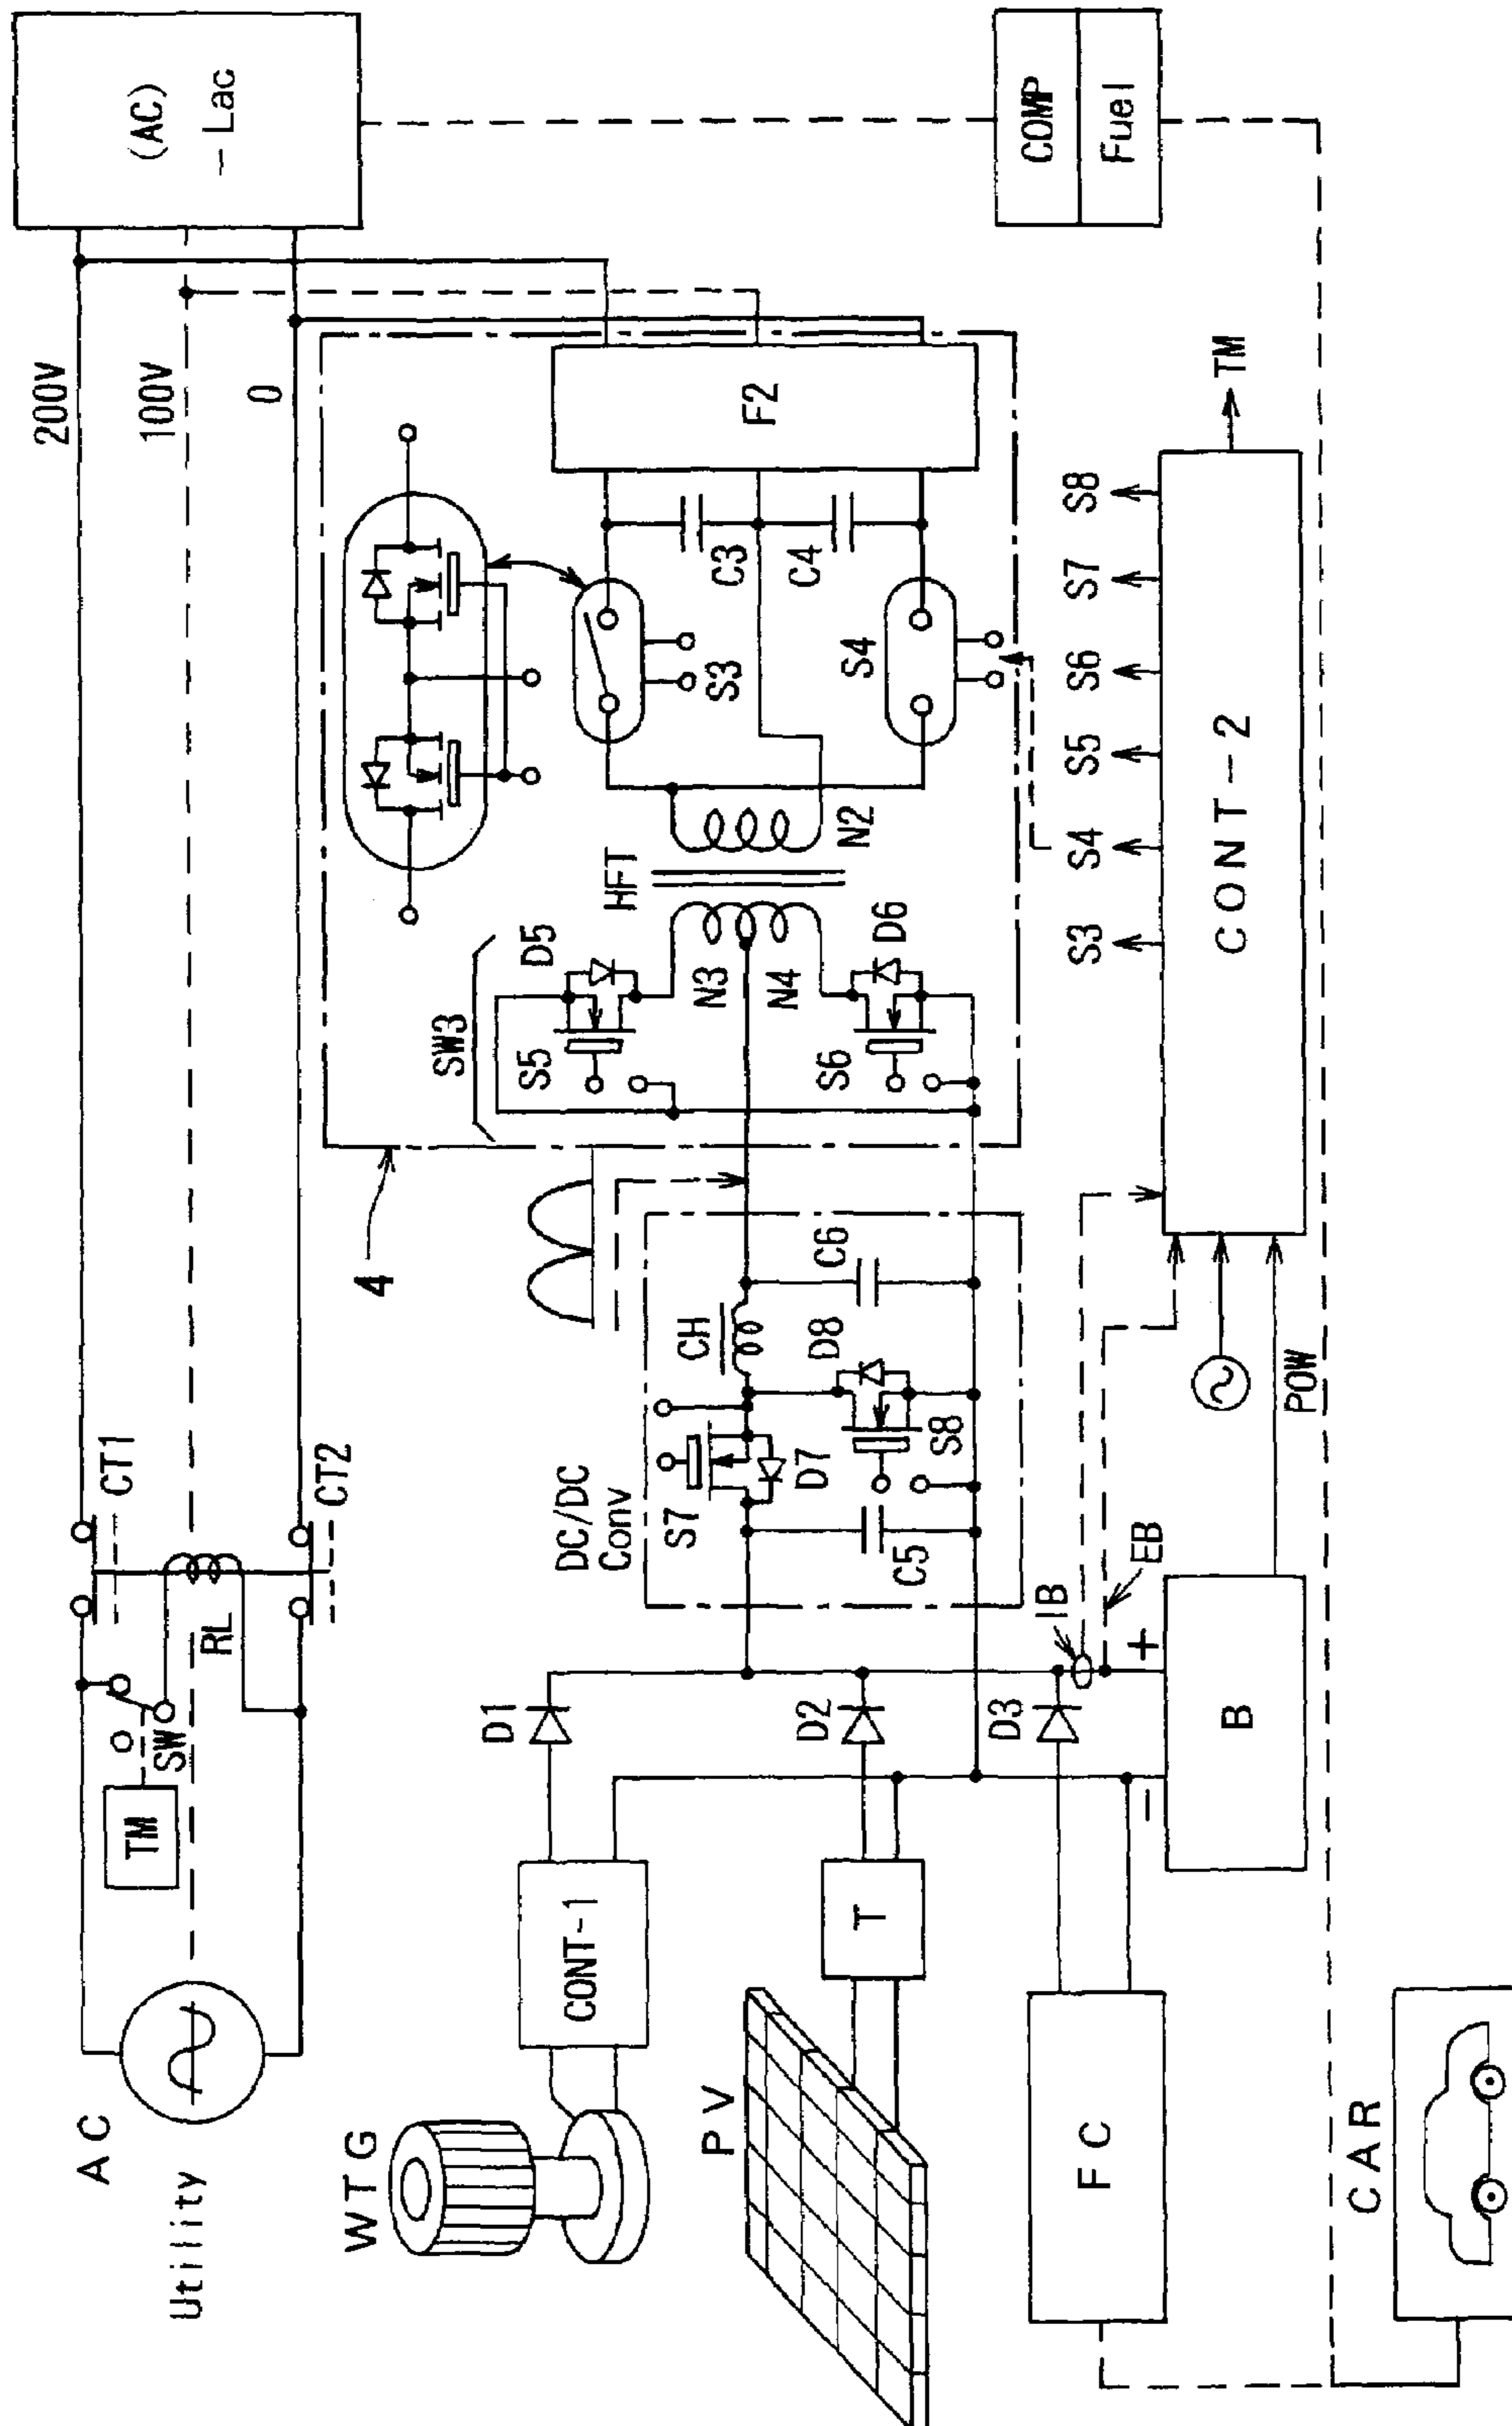 AC
Utility
TM
SW
RL
CT1
CT2
200V
100V
0
(AC)
-Lac
WTG
CONT-1
D1
PV
T
D2
FC
D3
IB
EB
+
-
B
POW
DC/DC
Conv
S7
D7
C5
S8
D8
CH
C6
4
SW3
S5
D5
S6
D6
N3
N4
HFT
N2
S3
S4
C3
C4
F2
S3
S4
S5
S6
S7
S8
CONT-2
TM
COMP
Fuel
CAR